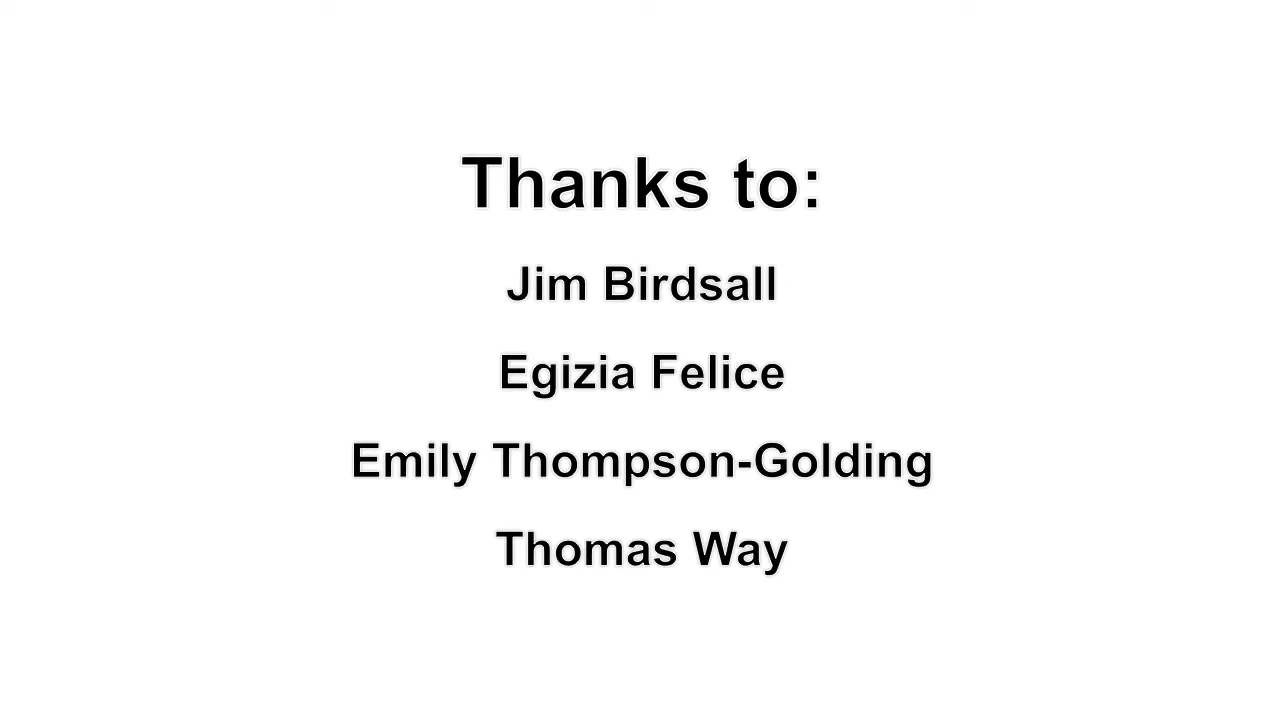 Thanks to:
Jim Birdsall
Egizia Felice
Emily Thompson-Golding
Thomas Way